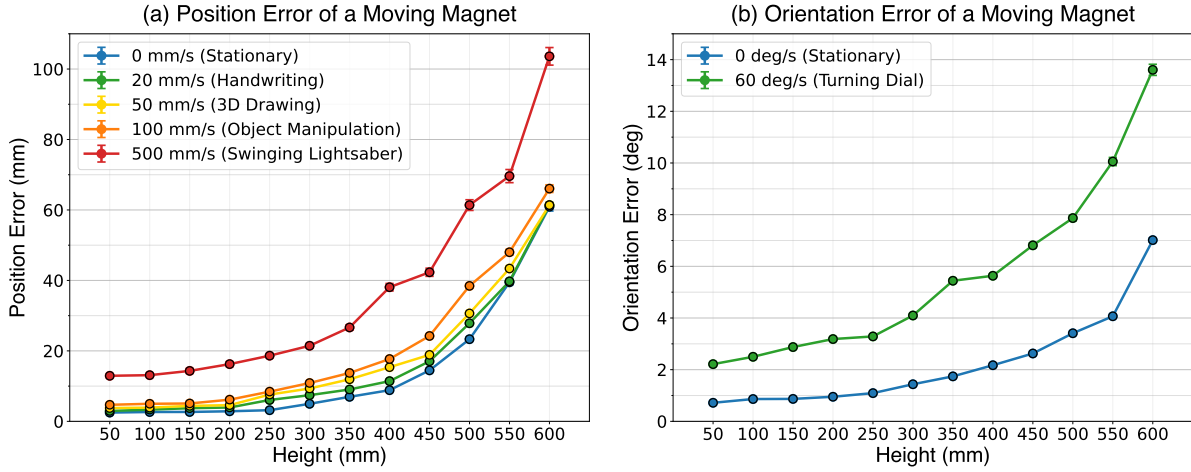 (a) Position Error of a Moving Magnet
0 mm/s (Stationary)
20 mm/s (Handwriting)
50 mm/s (3D Drawing)
100 mm/s (Object Manipulation)
500 mm/s (Swinging Lightsaber)
Position Error (mm)
100
80
60
40
20
0
50 100 150 200 250 300 350 400 450 500 550 600
Height (mm)
(b) Orientation Error of a Moving Magnet
0 deg/s (Stationary)
60 deg/s (Turning Dial)
Orientation Error (deg)
14
12
10
8
6
4
2
0
50 100 150 200 250 300 350 400 450 500 550 600
Height (mm)